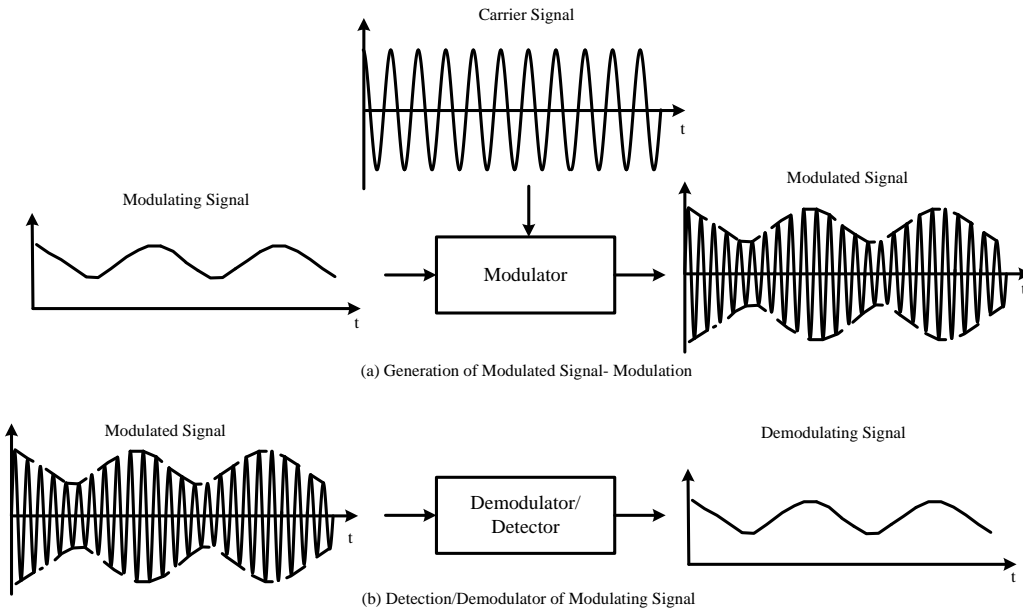 Carrier Signal
t
Modulating Signal
t
Modulator
Modulated Signal
t
(a) Generation of Modulated Signal- Modulation
Modulated Signal
t
Demodulator/
Detector
Demodulating Signal
t
(b) Detection/Demodulator of Modulating Signal